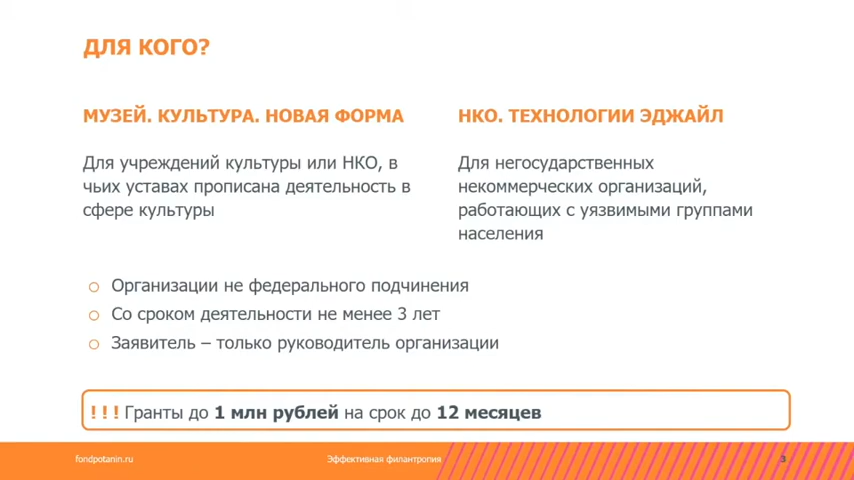 ДЛЯ КОГО?
МУЗЕЙ. КУЛЬТУРА. НОВАЯ ФОРМА
Для учреждений культуры или НКО, в
чьих уставах прописана деятельность в
сфере культуры
НКО. ТЕХНОЛОГИИ ЭДЖАЙЛ
Для негосударственных
некоммерческих организаций,
работающих с уязвимыми группами
населения
o Организации не федерального подчинения
o Со сроком деятельности не менее 3 лет
o Заявитель – только руководитель организации
! ! ! Гранты до 1 млн рублей на срок до 12 месяцев
fondpotanin.ru
Эффективная филантропия
3